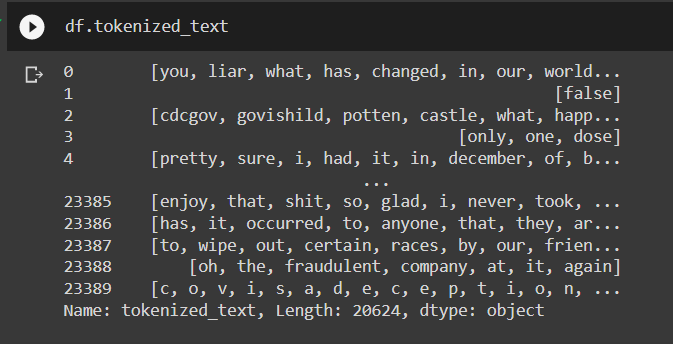 df.tokenized_text
0 [you, liar, what, has, changed, in, our, world...
1 [false]
2 [cdcgov, govishild, potten, castle, what, happ...
3 [only, one, dose]
4 [pretty, sure, i, had, it, in, december, of, b...
...
23385 [enjoy, that, shit, so, glad, i, never, took, ...
23386 [has, it, occurred, to, anyone, that, they, ar...
23387 [to, wipe, out, certain, races, by, our, frien...
23388 [oh, the, fraudulent, company, at, it, again]
23389 [c, o, v, i, s, a, d, e, c, e, p, t, i, o, n, ...
Name: tokenized_text, Length: 20624, dtype: object